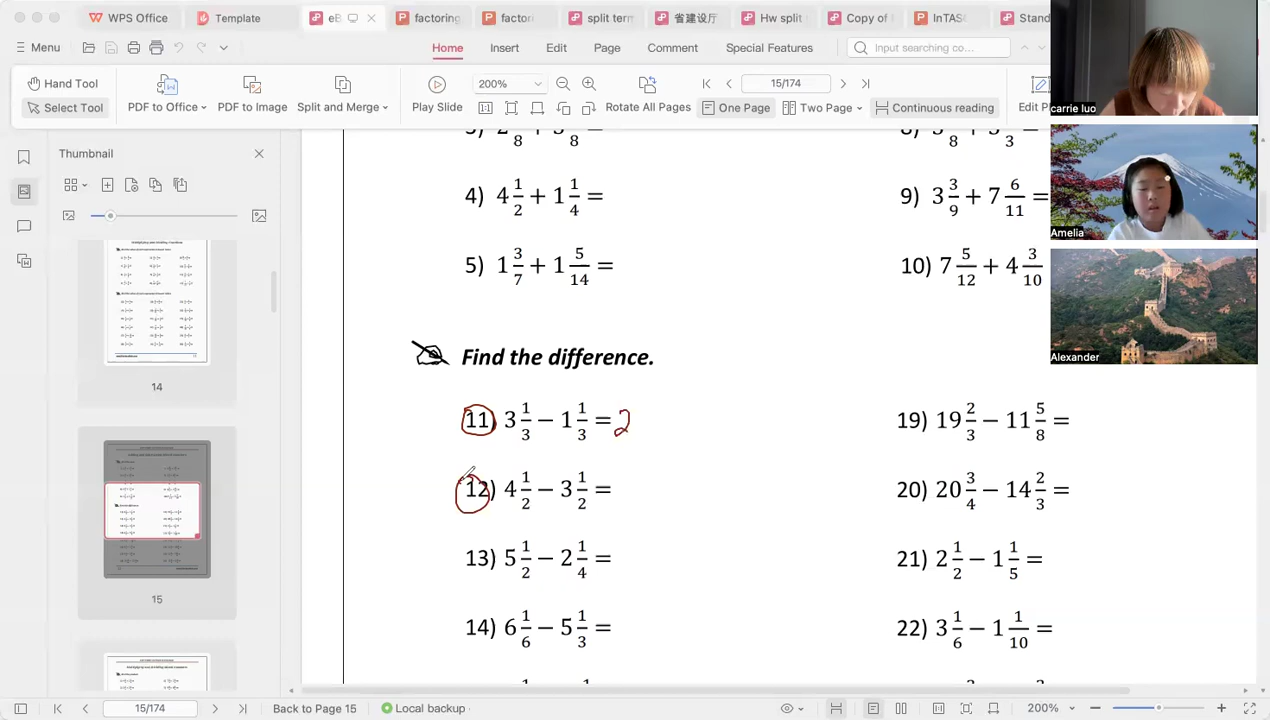 WPS Office Template eB factoring factori split term 省建设厅 Hw split Copy of InTAS Stand
Menu Home Insert Edit Page Comment Special Features Input searching co...
Hand Tool 200% 15/174
Select Tool PDF to Office PDF to Image Split and Merge Play Slide Rotate All Pages One Page Two Page Continuous reading Edit P
carrie luo
Thumbnail
4) 4 1/2 + 1 1/4 =
9) 3 3/9 + 7 6/11 =
Amelia
5) 1 3/7 + 1 5/14 =
10) 7 5/12 + 4 3/10
Alexander
14
Find the difference.
11) 3 1/3 − 1 1/3 = 2
19) 19 2/3 − 11 5/8 =
12) 4 1/2 − 3 1/2 =
20) 20 3/4 − 14 2/3 =
13) 5 1/2 − 2 1/4 =
21) 2 1/2 − 1 1/5 =
15
14) 6 1/6 − 5 1/3 =
22) 3 1/6 − 1 1/10 =
15/174 Back to Page 15 Local backup 200%